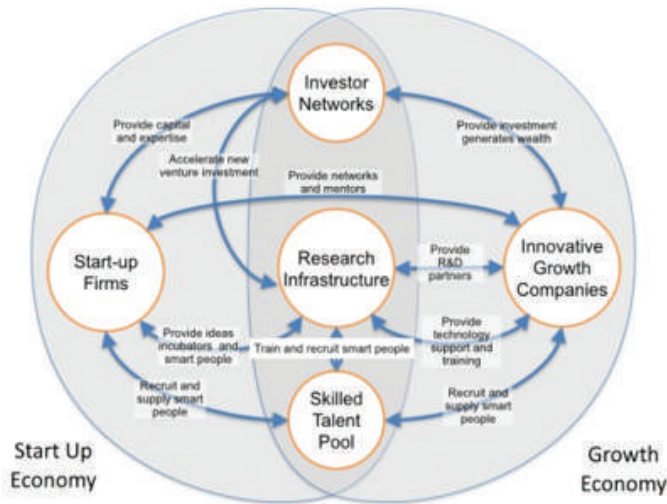 Investor
Networks
Provide capital
and expertise
Provide investment
generates wealth
Accelerate new
venture investment
Provide networks
and mentors
Start-up
Firms
Research
Infrastructure
Provide
R&D
partners
Innovative
Growth
Companies
Provide ideas
incubators and
smart people
Train and recruit smart people
Provide
technology
support and
training
Recruit and
supply smart
people
Skilled
Talent
Pool
Recruit and
supply smart
people
Start Up
Economy
Growth
Economy